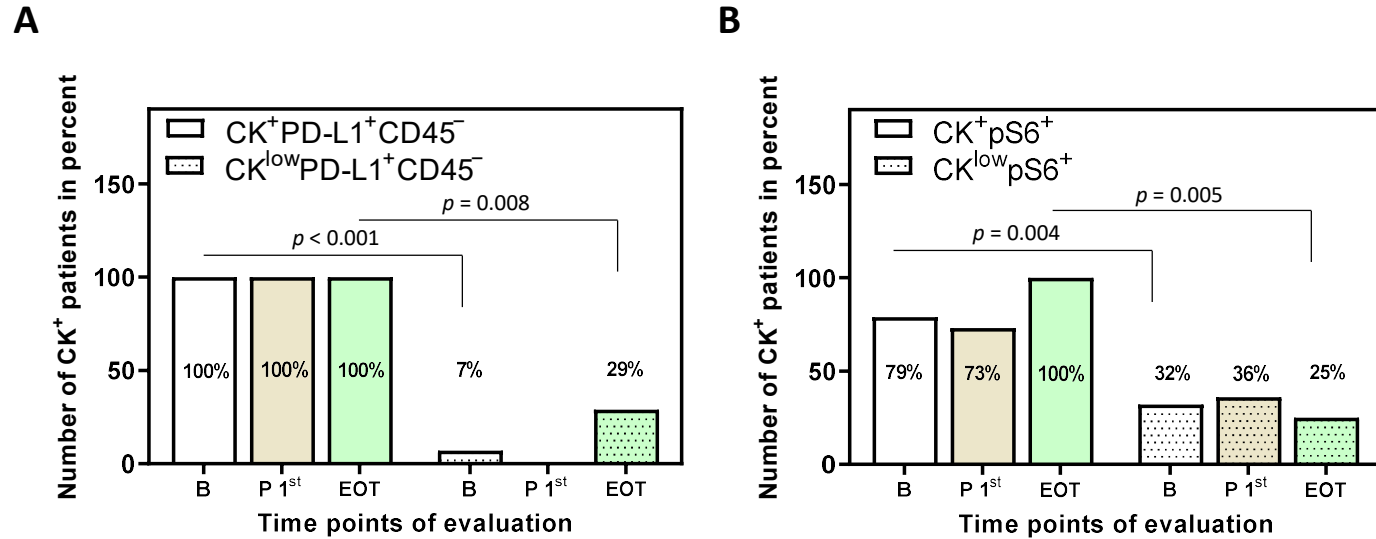 A
Number of CK⁺ patients in percent
CK⁺PD-L1⁺CD45⁻
CKˡᵒʷPD-L1⁺CD45⁻
150
100
50
0
p = 0.008
p < 0.001
100%
100%
100%
7%
29%
B
P 1ˢᵗ
EOT
B
P 1ˢᵗ
EOT
Time points of evaluation
B
Number of CK⁺ patients in percent
CK⁺pS6⁺
CKˡᵒʷpS6⁺
150
100
50
0
p = 0.005
p = 0.004
79%
73%
100%
32%
36%
25%
B
P 1ˢᵗ
EOT
B
P 1ˢᵗ
EOT
Time points of evaluation